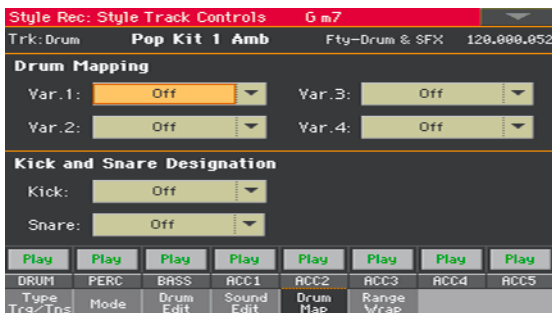 Style Rec: Style Track Controls G m7
Trk:Drum Pop Kit 1 Amb Fty-Drum & SFX 120.000.052
Drum Mapping
Var.1: Off Var.3: Off
Var.2: Off Var.4: Off
Kick and Snare Designation
Kick: Off
Snare: Off
Play Play Play Play Play Play Play Play
DRUM PERC BASS ACC1 ACC2 ACC3 ACC4 ACC5
Type Drum Sound Drum Range
Trg/Tns Mode Edit Edit Map Wrap